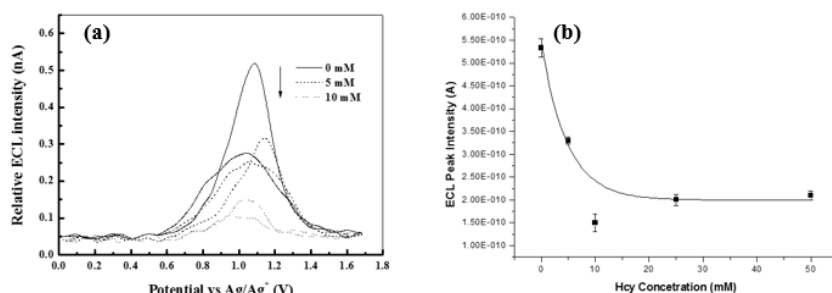 (a)
0.6
0.5
0.4
0.3
0.2
0.1
0.0
Relative ECL intensity (nA)
0 mM
5 mM
10 mM
0.0 0.2 0.4 0.6 0.8 1.0 1.2 1.4 1.6 1.8
Potential vs Ag/Ag⁺ (V)
(b)
5.50E-010
5.00E-010
4.50E-010
4.00E-010
3.50E-010
3.00E-010
2.50E-010
2.00E-010
1.50E-010
1.00E-010
ECL Peak Intensity (A)
0 10 20 30 40 50
Hcy Concetration (mM)